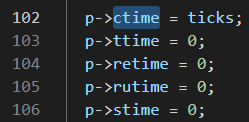 102 p->ctime = ticks;
103 p->ttime = 0;
104 p->retime = 0;
105 p->rutime = 0;
106 p->stime = 0;